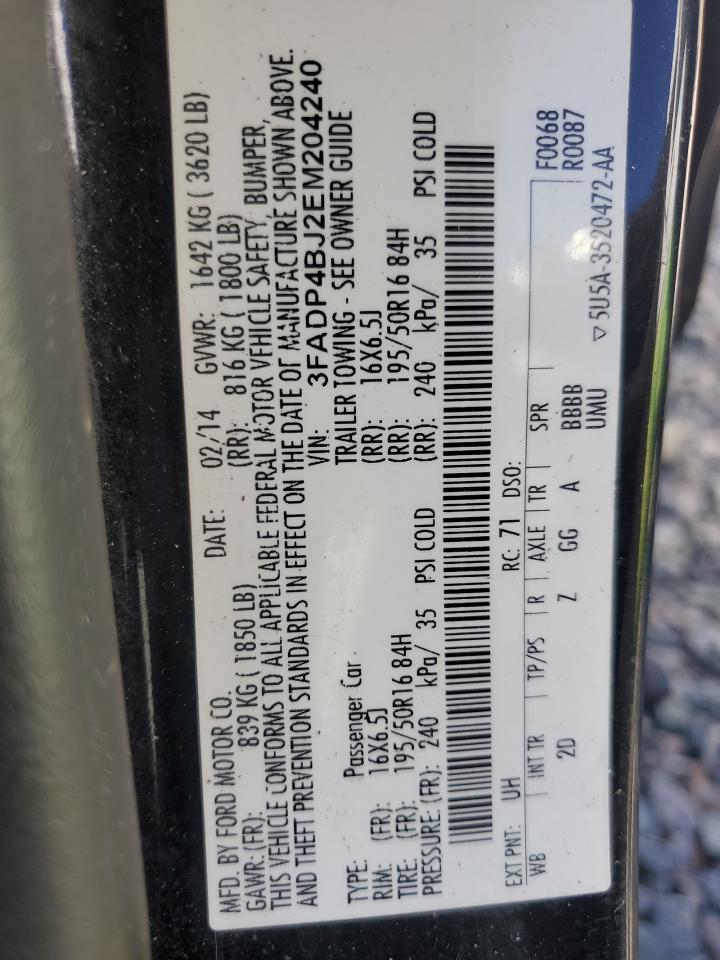 MFD. BY FORD MOTOR CO. DATE: 02/14 GVWR: 1642 KG ( 3620 LB)
GAWR: (FR): 839 KG ( 1850 LB) (RR): 816 KG ( 1800 LB)
THIS VEHICLE CONFORMS TO ALL APPLICABLE FEDERAL MOTOR VEHICLE SAFETY, BUMPER,
AND THEFT PREVENTION STANDARDS IN EFFECT ON THE DATE OF MANUFACTURE SHOWN ABOVE.
VIN: 3FADP4BJ2EM204240
TYPE: Passenger Car TRAILER TOWING - SEE OWNER GUIDE
RIM: (FR): 16X6.5J (RR): 16X6.5J
TIRE: (FR): 195/50R16 84H (RR): 195/50R16 84H
PRESSURE: (FR): 240 kPa/ 35 PSI COLD (RR): 240 kPa/ 35 PSI COLD
EXT PNT: UH RC: 71 DSO: F0068
WB INT TR TP/PS R AXLE TR SPR R0087
2D Z GG A BBBB
UMU
▽ 5U5A-3520472-AA